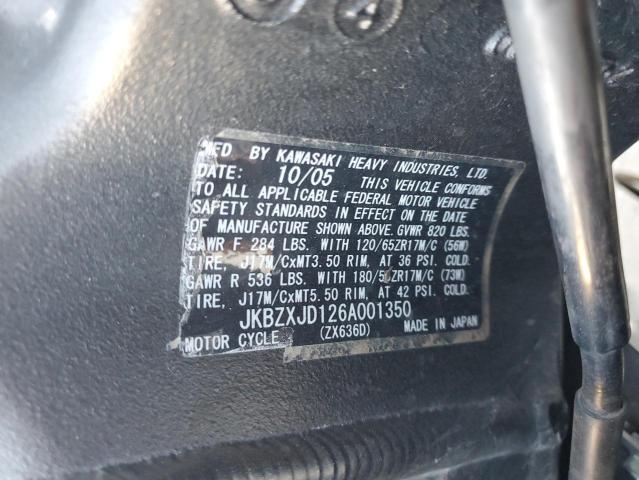 MFD BY KAWASAKI HEAVY INDUSTRIES, LTD.
DATE: 10/05 THIS VEHICLE CONFORMS
TO ALL APPLICABLE FEDERAL MOTOR VEHICLE
SAFETY STANDARDS IN EFFECT ON THE DATE
OF MANUFACTURE SHOWN ABOVE. GVWR 820 LBS.
GAWR F 284 LBS. WITH 120/65ZR17M/C (56W)
TIRE, J17M/CxMT3.50 RIM, AT 36 PSI. COLD.
GAWR R 536 LBS. WITH 180/5 ZR17M/C (73W)
TIRE, J17M/CxMT5.50 RIM, AT 42 PSI. COLD.
JKBZXJD126A001350
MOTOR CYCLE (ZX636D) MADE IN JAPAN